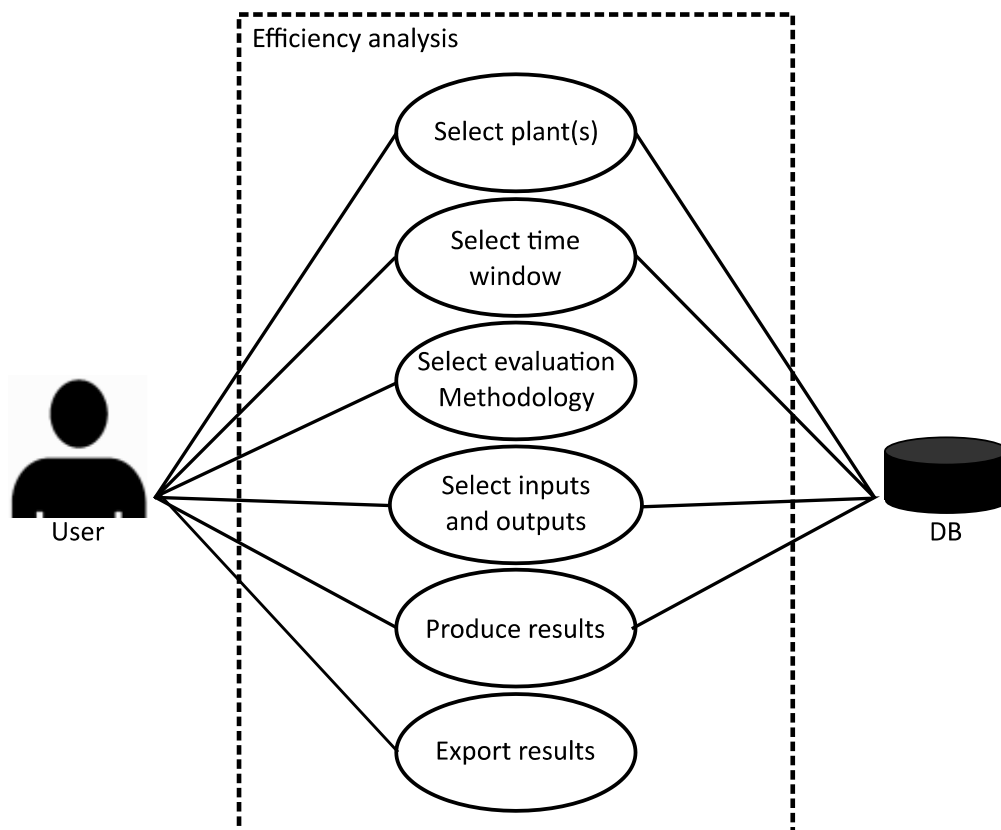 Efficiency analysis
Select plant(s)
Select time
window
Select evaluation
Methodology
Select inputs
and outputs
User
DB
Produce results
Export results